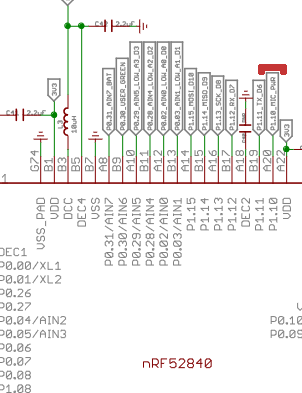 2.2uF
3V3
2.2uF
10uH
P0.31_AIN7_BAT
P0.30_USER_GREEN
P0.29_AIN5_LOW_A3_D3
P0.28_AIN4_LOW_A2_D2
P0.02_AIN0_LOW_A0_D0
P0.03_AIN1_LOW_A1_D1
P1.15_MOSI_D10
P1.14_MISO_D9
P1.13_SCK_D8
P1.12_RX_D7
P1.11_TX_D6
P1.10_MIC_PWR
3V3
G74
B1
B3
B5
B7
A8
B9
A10
B11
A12
B13
A14
B15
A16
B17
A18
B19
A20
A22
1
VSS_PAD
VDD
DCC
DEC4
VSS
P0.31/AIN7
P0.30/AIN6
P0.29/AIN5
P0.28/AIN4
P0.02/AIN0
P0.03/AIN1
P1.15
P1.14
P1.13
P1.12
DEC2
P1.11
P1.10
VDD
DEC1
P0.00/XL1
P0.01/XL2
P0.26
P0.27
P0.04/AIN2
P0.05/AIN3
P0.06
P0.07
P0.08
P1.08
V
P0.10
P0.09
nRF52840